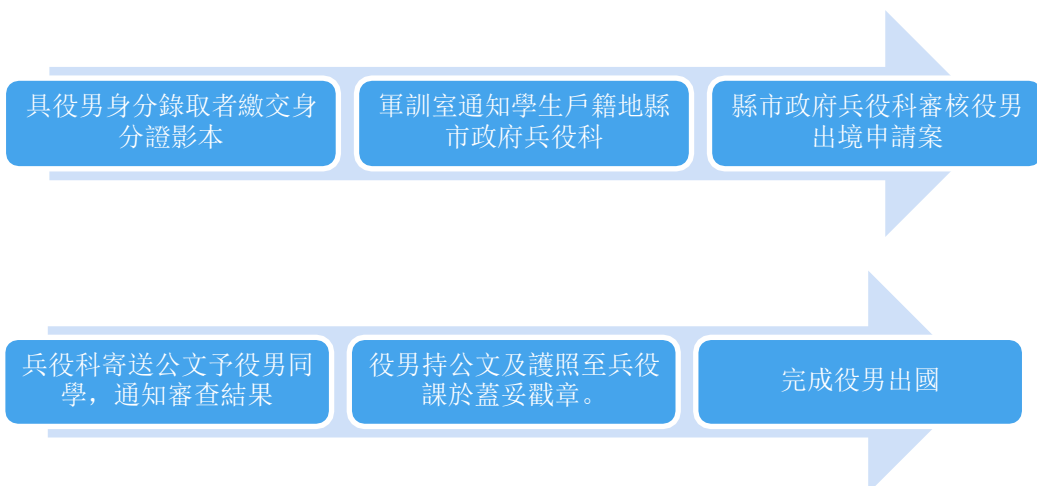 具役男身分錄取者繳交身
分證影本
軍訓室通知學生戶籍地縣
市政府兵役科
縣市政府兵役科審核役男
出境申請案
兵役科寄送公文予役男同
學，通知審查結果
役男持公文及護照至兵役
課於蓋妥戳章。
完成役男出國